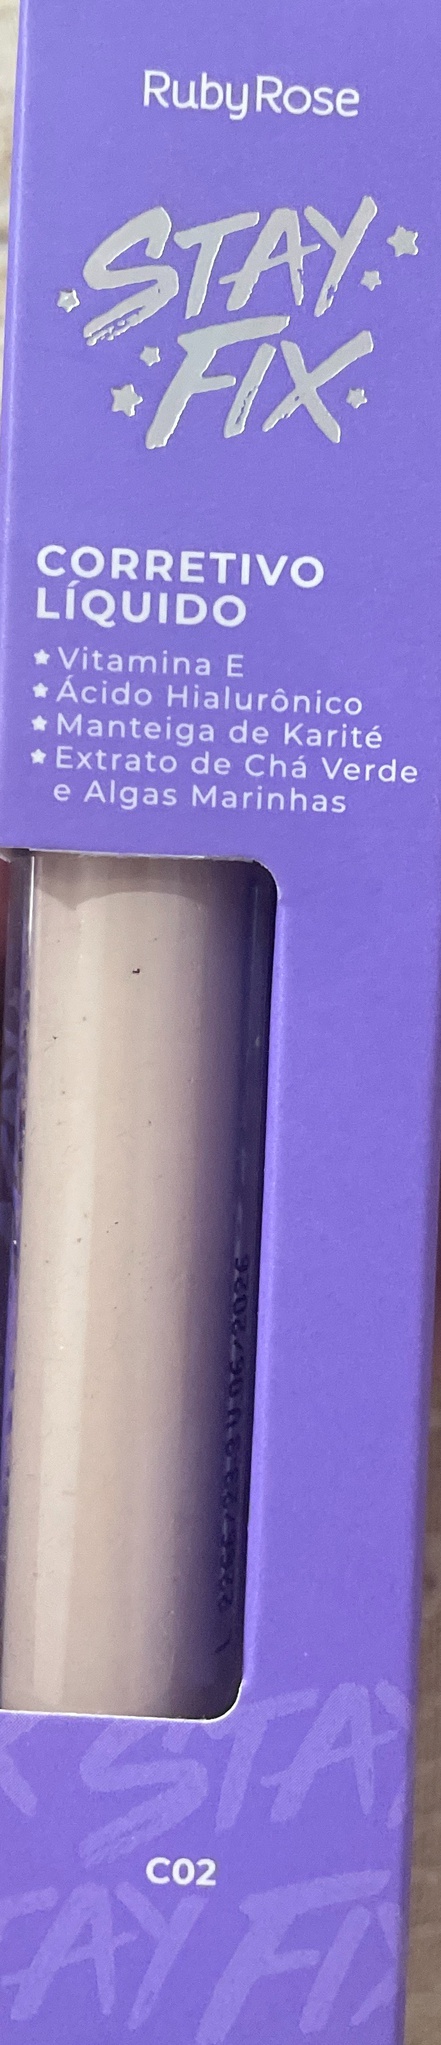 RubyRose
STAY
FIX
CORRETIVO
LÍQUIDO
Vitamina E
Ácido Hialurônico
Manteiga de Karité
Extrato de Chá Verde
e Algas Marinhas
STAY
C02
STAY FIX